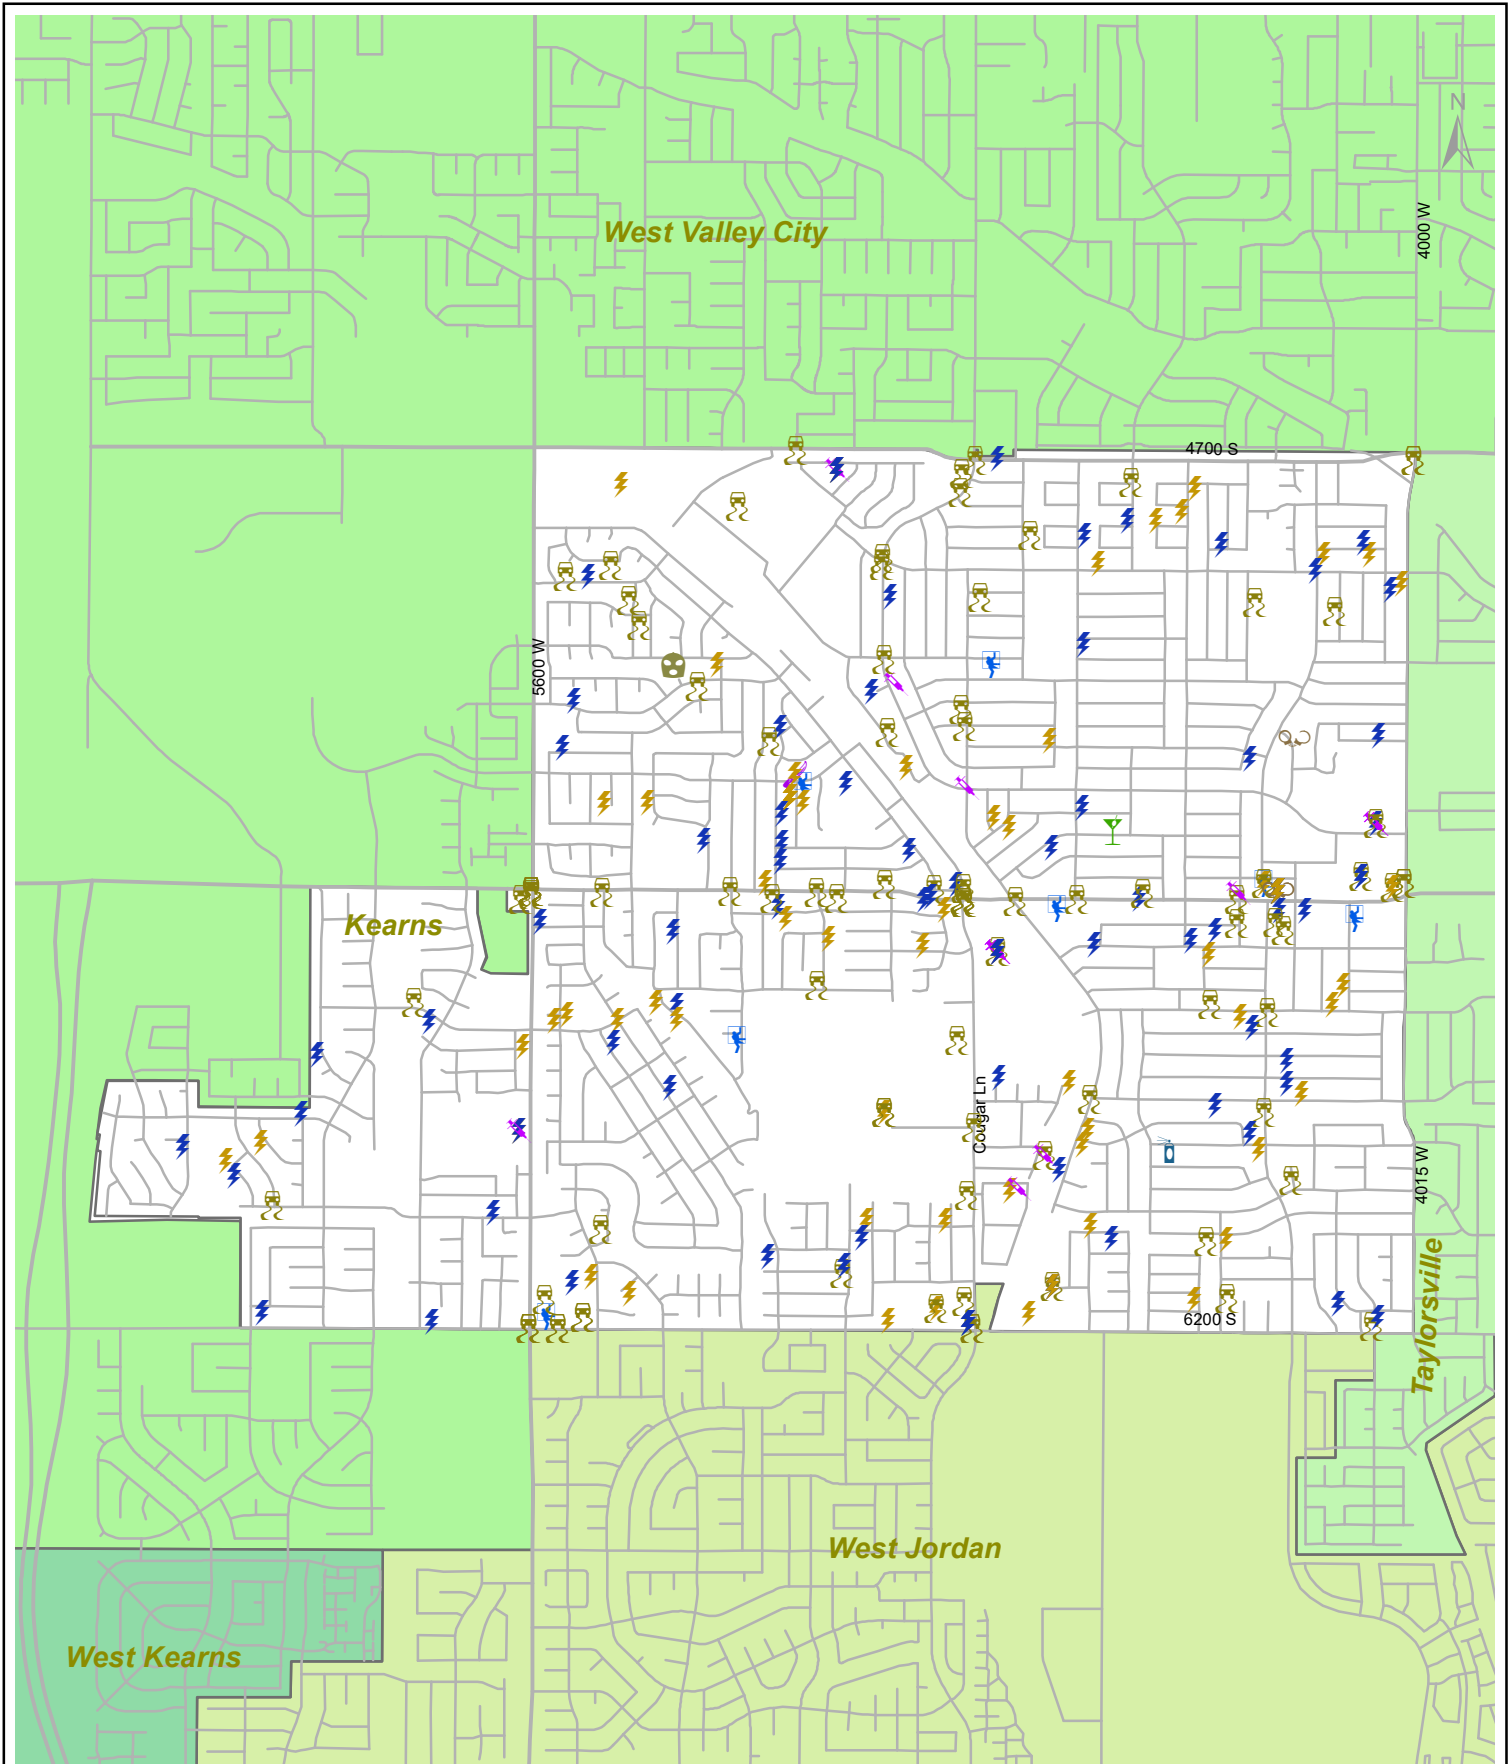 N
4000 W
West Valley City
4700 S
5600 W
Kearns
Cougar Ln
4015 W
Taylorsville
6200 S
West Jordan
West Kearns